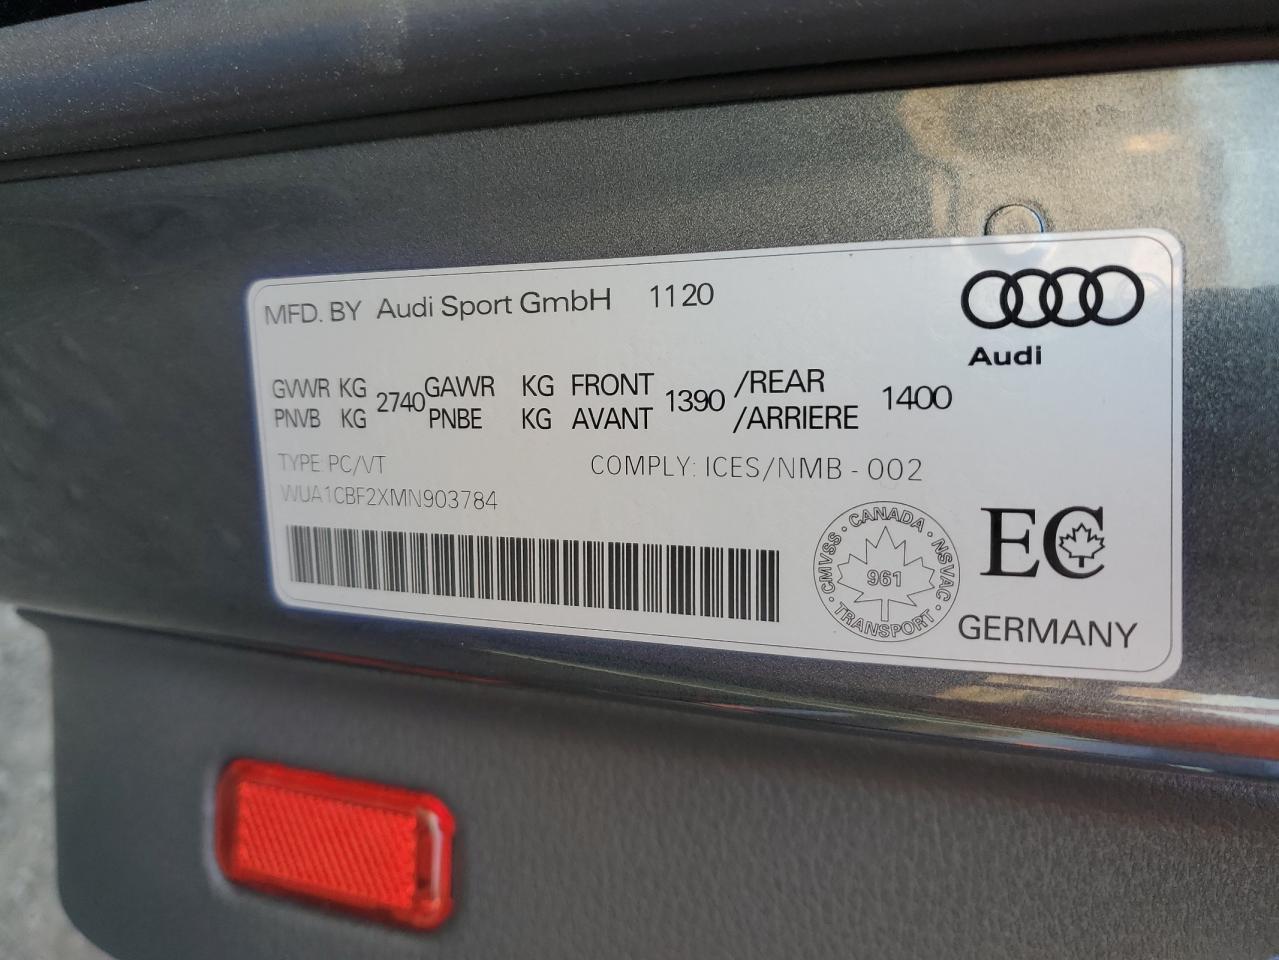 MFD. BY Audi Sport GmbH 1120
Audi
GVWR KG 2740 GAWR KG FRONT 1390 /REAR 1400
PNVB KG PNBE KG AVANT /ARRIERE
TYPE: PC/VT COMPLY: ICES/NMB - 002
WUA1CBF2XMN903784
CANADA · NSVAC · TRANSPORT · CMVSS ·
961
EC
GERMANY